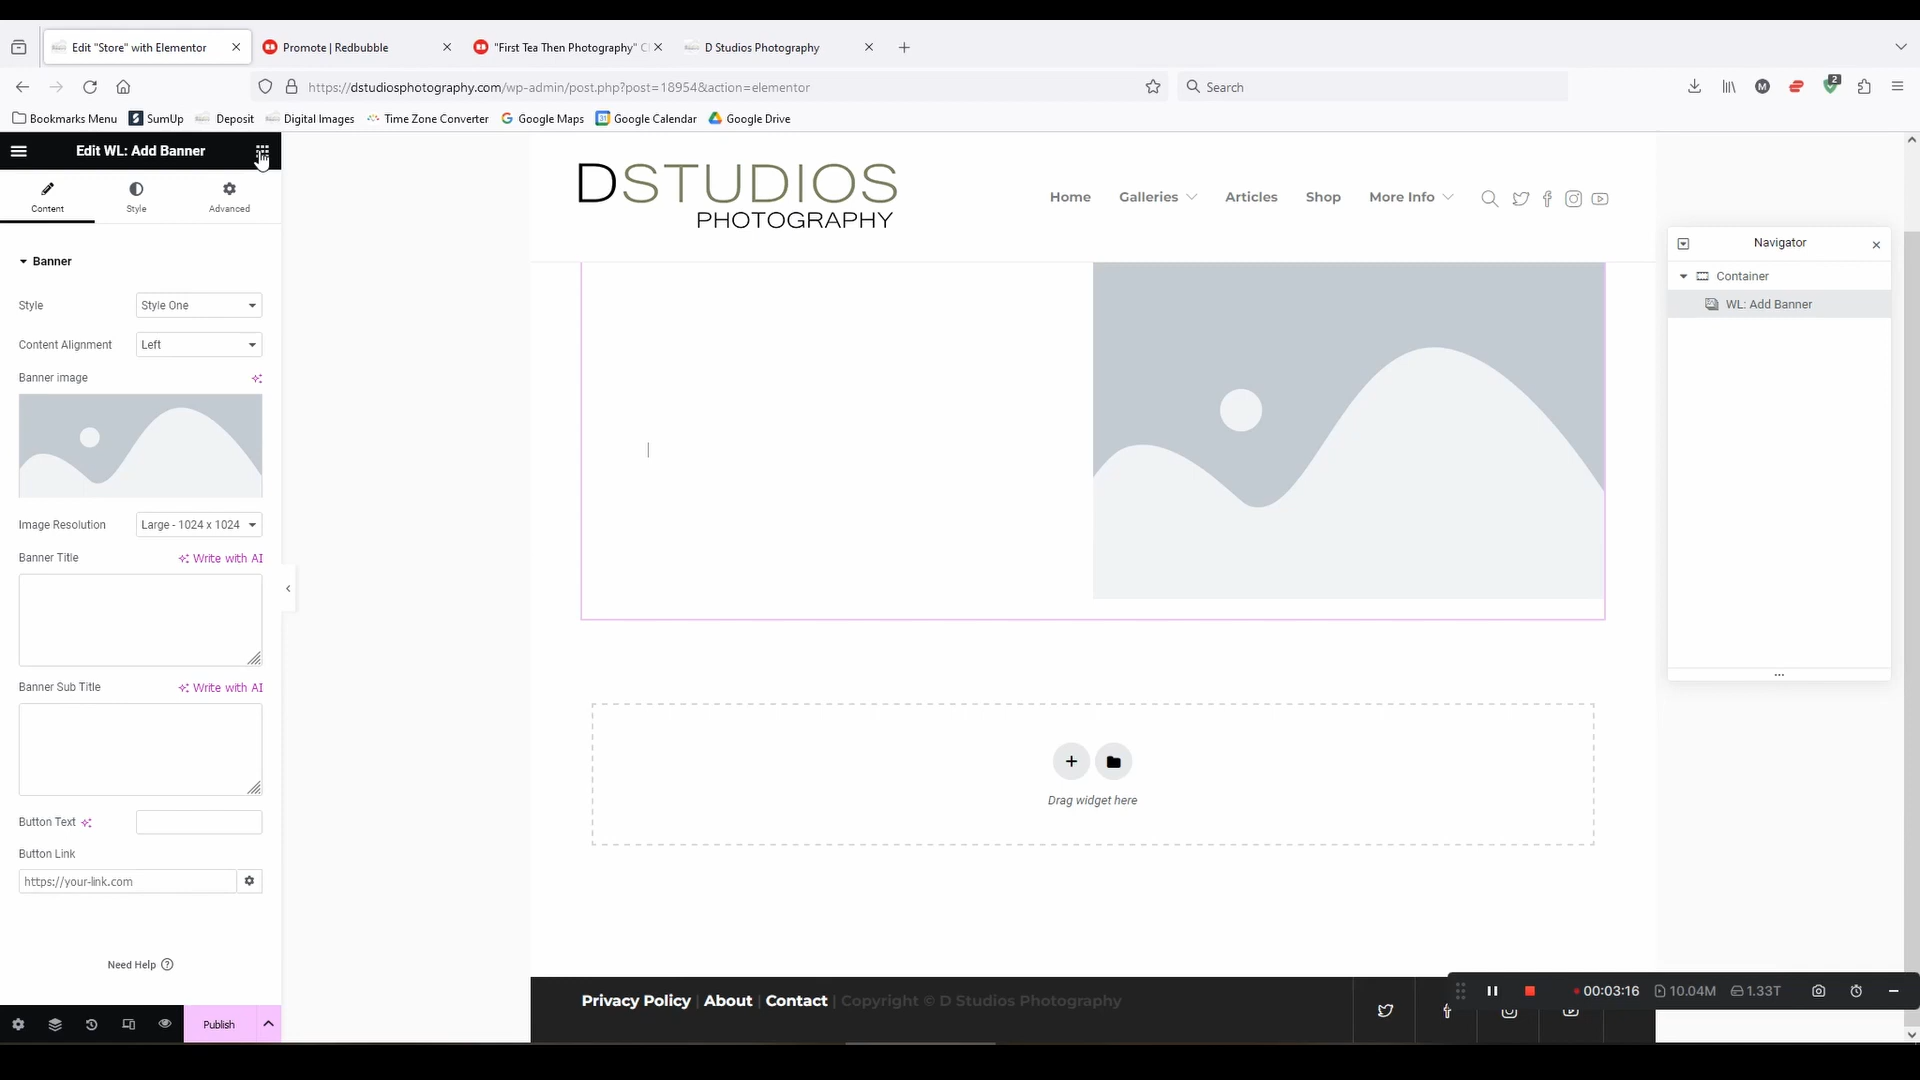 Edit "Store" with Elementor
Promote | Redbubble
"First Tea Then Photography" C
D Studios Photography
https://dstudiosphotography.com/wp-admin/post.php?post=18954&action=elementor
Search
2
M
Bookmarks Menu
SumUp
Deposit
Digital Images
Time Zone Converter
Google Maps
Google Calendar
Google Drive
Edit WL: Add Banner
Content
Style
Advanced
Banner
Style
Style One
Content Alignment
Left
Banner image
Image Resolution
Large - 1024 x 1024
Banner Title
Write with AI
Banner Sub Title
Write with AI
Button Text
Button Link
https://your-link.com
Need Help
Publish
DSTUDIOS
PHOTOGRAPHY
Home
Galleries
Articles
Shop
More Info
Drag widget here
Privacy Policy | About | Contact | Copyright © D Studios Photography
Navigator
Container
WL: Add Banner
00:03:16
10.04M
1.33T